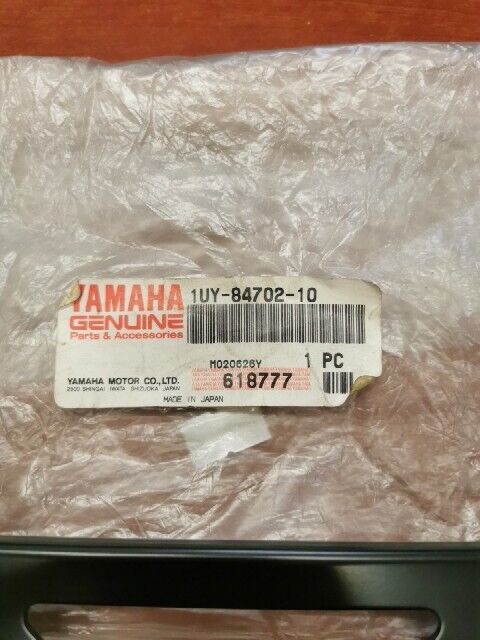 YAMAHA
GENUINE
Parts & Accessories
1UY-84702-10
M020626Y
1 PC
618777
YAMAHA MOTOR CO., LTD.
2500 SHINGAI IWATA SHIZUOKA JAPAN
MADE IN JAPAN